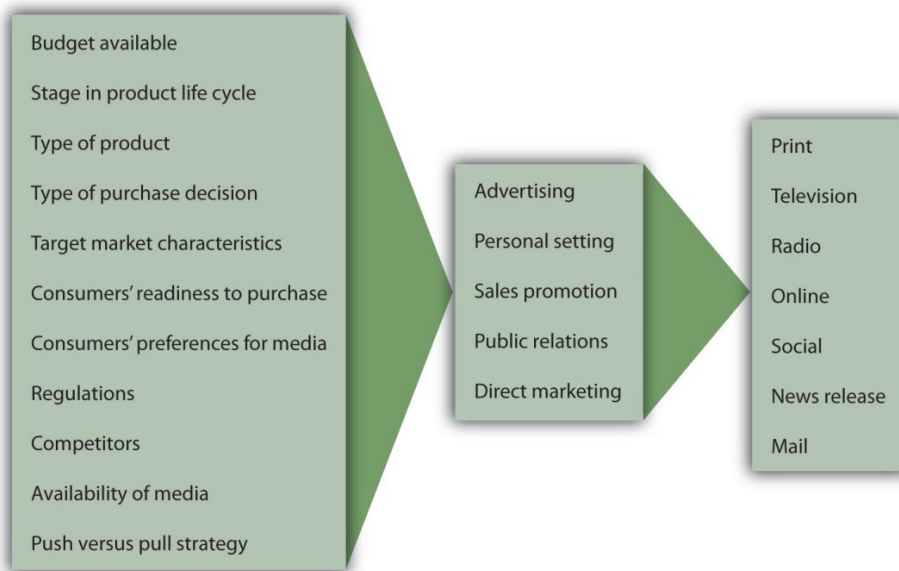 Budget available
Stage in product life cycle
Type of product
Type of purchase decision
Target market characteristics
Consumers' readiness to purchase
Consumers' preferences for media
Regulations
Competitors
Availability of media
Push versus pull strategy
Advertising
Personal setting
Sales promotion
Public relations
Direct marketing
Print
Television
Radio
Online
Social
News release
Mail